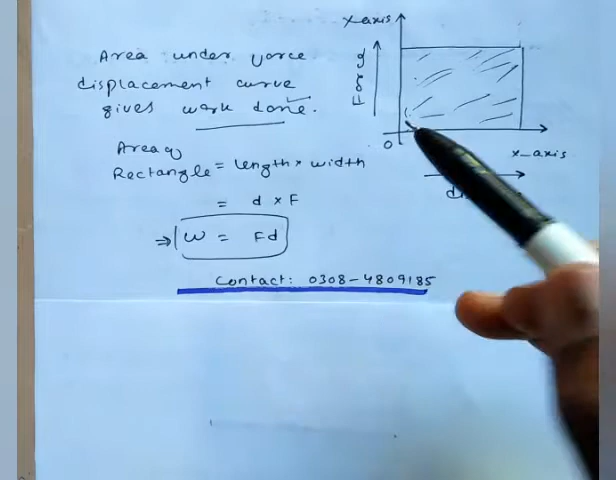 x-axis
Area under force
displacement curve
gives work done.
Area of
Rectangle = length × width
= d × F
⇒ W = Fd
Contact: 0308-4809185
0
x-axis